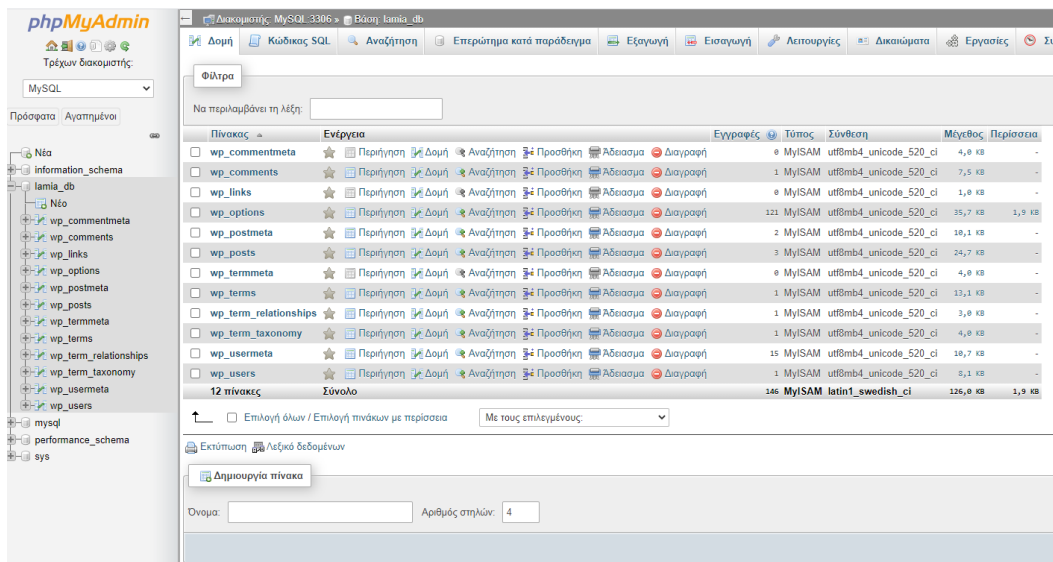 phpMyAdmin
Τρέχων διακομιστής:
MySQL
Πρόσφατα Αγαπημένοι
Νέα
information_schema
lamia_db
Νέο
wp_commentmeta
wp_comments
wp_links
wp_options
wp_postmeta
wp_posts
wp_termmeta
wp_terms
wp_term_relationships
wp_term_taxonomy
wp_usermeta
wp_users
mysql
performance_schema
sys
Διακομιστής: MySQL:3306 » Βάση: lamia_db
Δομή Κώδικας SQL Αναζήτηση Επερώτημα κατά παράδειγμα Εξαγωγή Εισαγωγή Λειτουργίες Δικαιώματα Εργασίες
Φίλτρα
Να περιλαμβάνει τη λέξη:
Πίνακας Ενέργεια Εγγραφές Τύπος Σύνθεση Μέγεθος Περίσσεια
wp_commentmeta Περιήγηση Δομή Αναζήτηση Προσθήκη Άδειασμα Διαγραφή 0 MyISAM utf8mb4_unicode_520_ci 4,0 KB -
wp_comments Περιήγηση Δομή Αναζήτηση Προσθήκη Άδειασμα Διαγραφή 1 MyISAM utf8mb4_unicode_520_ci 7,5 KB -
wp_links Περιήγηση Δομή Αναζήτηση Προσθήκη Άδειασμα Διαγραφή 0 MyISAM utf8mb4_unicode_520_ci 1,0 KB -
wp_options Περιήγηση Δομή Αναζήτηση Προσθήκη Άδειασμα Διαγραφή 121 MyISAM utf8mb4_unicode_520_ci 35,7 KB 1,9 KB
wp_postmeta Περιήγηση Δομή Αναζήτηση Προσθήκη Άδειασμα Διαγραφή 2 MyISAM utf8mb4_unicode_520_ci 10,1 KB -
wp_posts Περιήγηση Δομή Αναζήτηση Προσθήκη Άδειασμα Διαγραφή 3 MyISAM utf8mb4_unicode_520_ci 24,7 KB -
wp_termmeta Περιήγηση Δομή Αναζήτηση Προσθήκη Άδειασμα Διαγραφή 0 MyISAM utf8mb4_unicode_520_ci 4,0 KB -
wp_terms Περιήγηση Δομή Αναζήτηση Προσθήκη Άδειασμα Διαγραφή 1 MyISAM utf8mb4_unicode_520_ci 13,1 KB -
wp_term_relationships Περιήγηση Δομή Αναζήτηση Προσθήκη Άδειασμα Διαγραφή 1 MyISAM utf8mb4_unicode_520_ci 3,0 KB -
wp_term_taxonomy Περιήγηση Δομή Αναζήτηση Προσθήκη Άδειασμα Διαγραφή 1 MyISAM utf8mb4_unicode_520_ci 4,0 KB -
wp_usermeta Περιήγηση Δομή Αναζήτηση Προσθήκη Άδειασμα Διαγραφή 15 MyISAM utf8mb4_unicode_520_ci 10,7 KB -
wp_users Περιήγηση Δομή Αναζήτηση Προσθήκη Άδειασμα Διαγραφή 1 MyISAM utf8mb4_unicode_520_ci 8,1 KB -
12 πίνακες Σύνολο 146 MyISAM latin1_swedish_ci 126,0 KB 1,9 KB
Επιλογή όλων / Επιλογή πινάκων με περίσσεια Με τους επιλεγμένους:
Εκτύπωση Λεξικό δεδομένων
Δημιουργία πίνακα
Όνομα: Αριθμός στηλών: 4